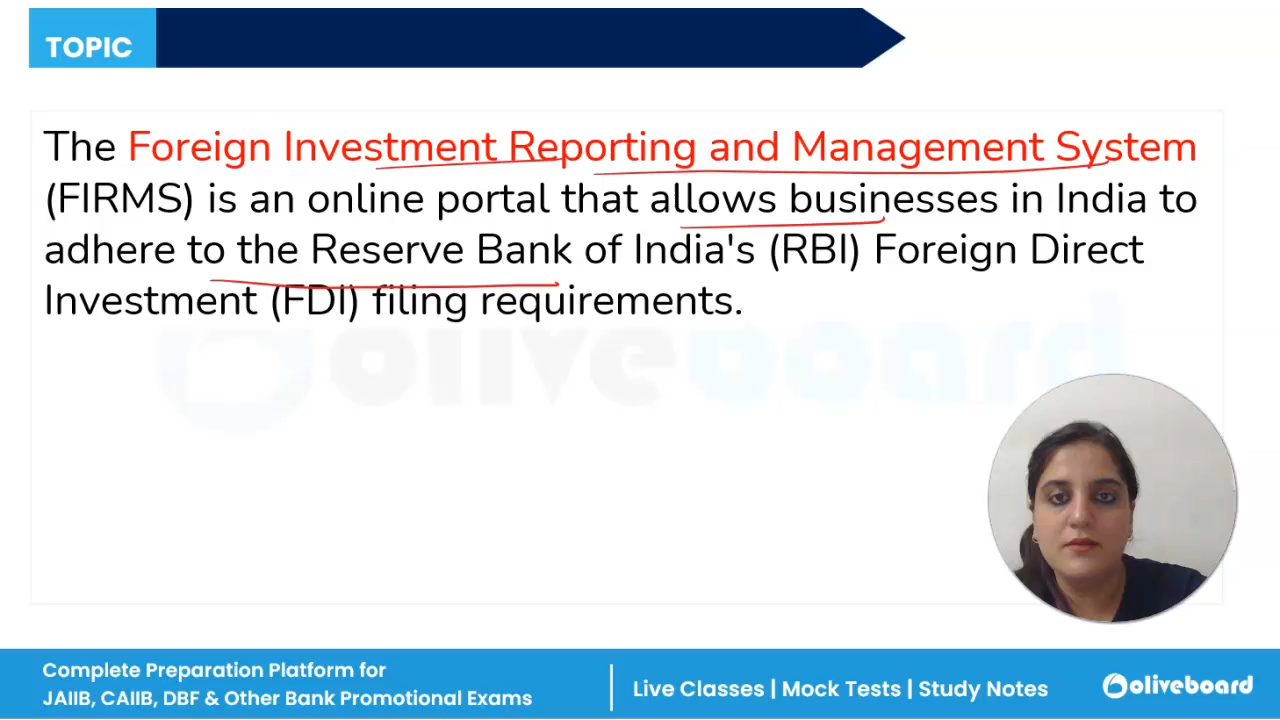 TOPIC
The Foreign Investment Reporting and Management System
(FIRMS) is an online portal that allows businesses in India to
adhere to the Reserve Bank of India's (RBI) Foreign Direct
Investment (FDI) filing requirements.
oliveboard
Complete Preparation Platform for
JAIIB, CAIIB, DBF & Other Bank Promotional Exams
Live Classes | Mock Tests | Study Notes
oliveboard